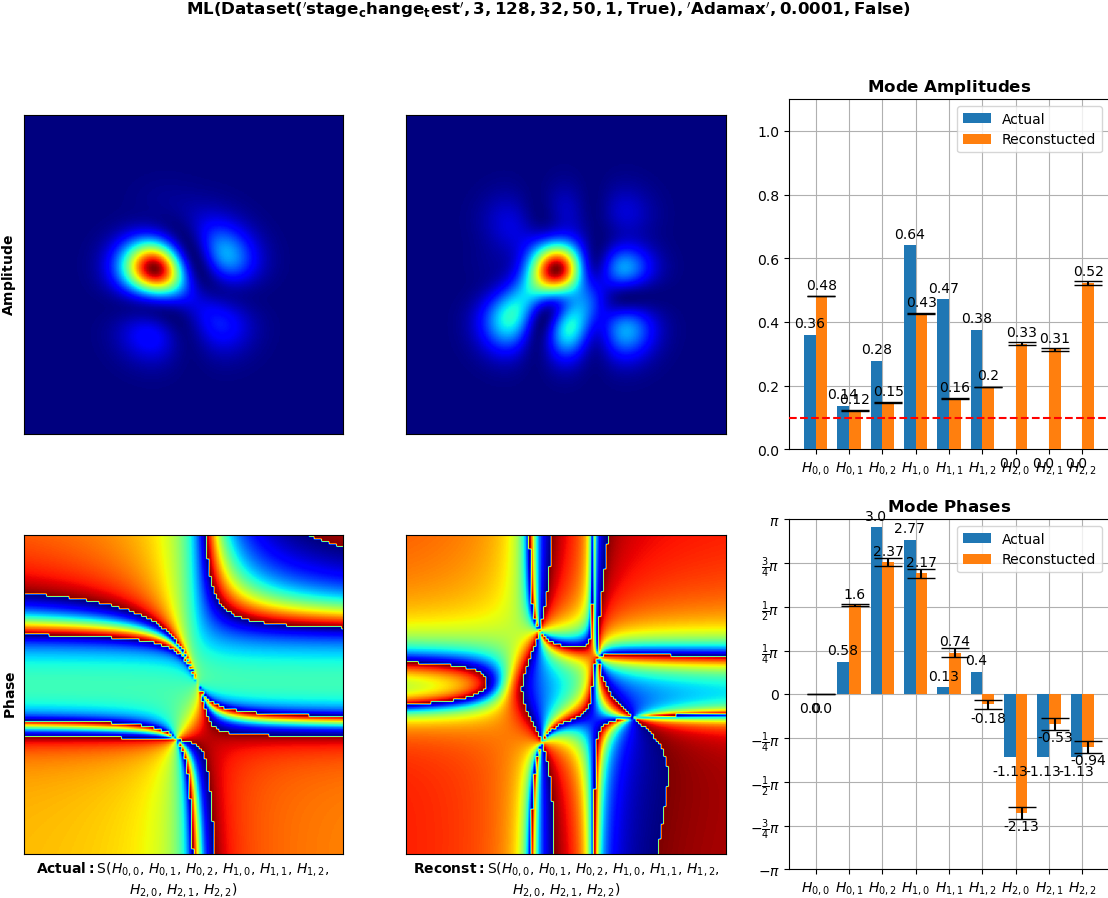 ML(Dataset('stage_change_test', 3, 128, 32, 50, 1, True), 'Adamax', 0.0001, False)
Amplitude
Mode Amplitudes
Actual
Reconstucted
1.0
0.8
0.6
0.4
0.2
0.0
0.36
0.48
0.14
0.12
0.28
0.15
0.64
0.43
0.47
0.16
0.38
0.2
0.0
0.33
0.0
0.31
0.0
0.52
H0,0 H0,1 H0,2 H1,0 H1,1 H1,2 H2,0 H2,1 H2,2
Phase
Mode Phases
Actual
Reconstucted
π
3/4π
1/2π
1/4π
0
−1/4π
−1/2π
−3/4π
−π
0.0
0.0
0.58
1.6
3.0
2.37
2.77
2.17
0.13
0.74
0.4
-0.18
-1.13
-2.13
-1.13
-0.53
-1.13
-0.94
H0,0 H0,1 H0,2 H1,0 H1,1 H1,2 H2,0 H2,1 H2,2
Actual: S(H0,0, H0,1, H0,2, H1,0, H1,1, H1,2,
H2,0, H2,1, H2,2)
Reconst: S(H0,0, H0,1, H0,2, H1,0, H1,1, H1,2,
H2,0, H2,1, H2,2)